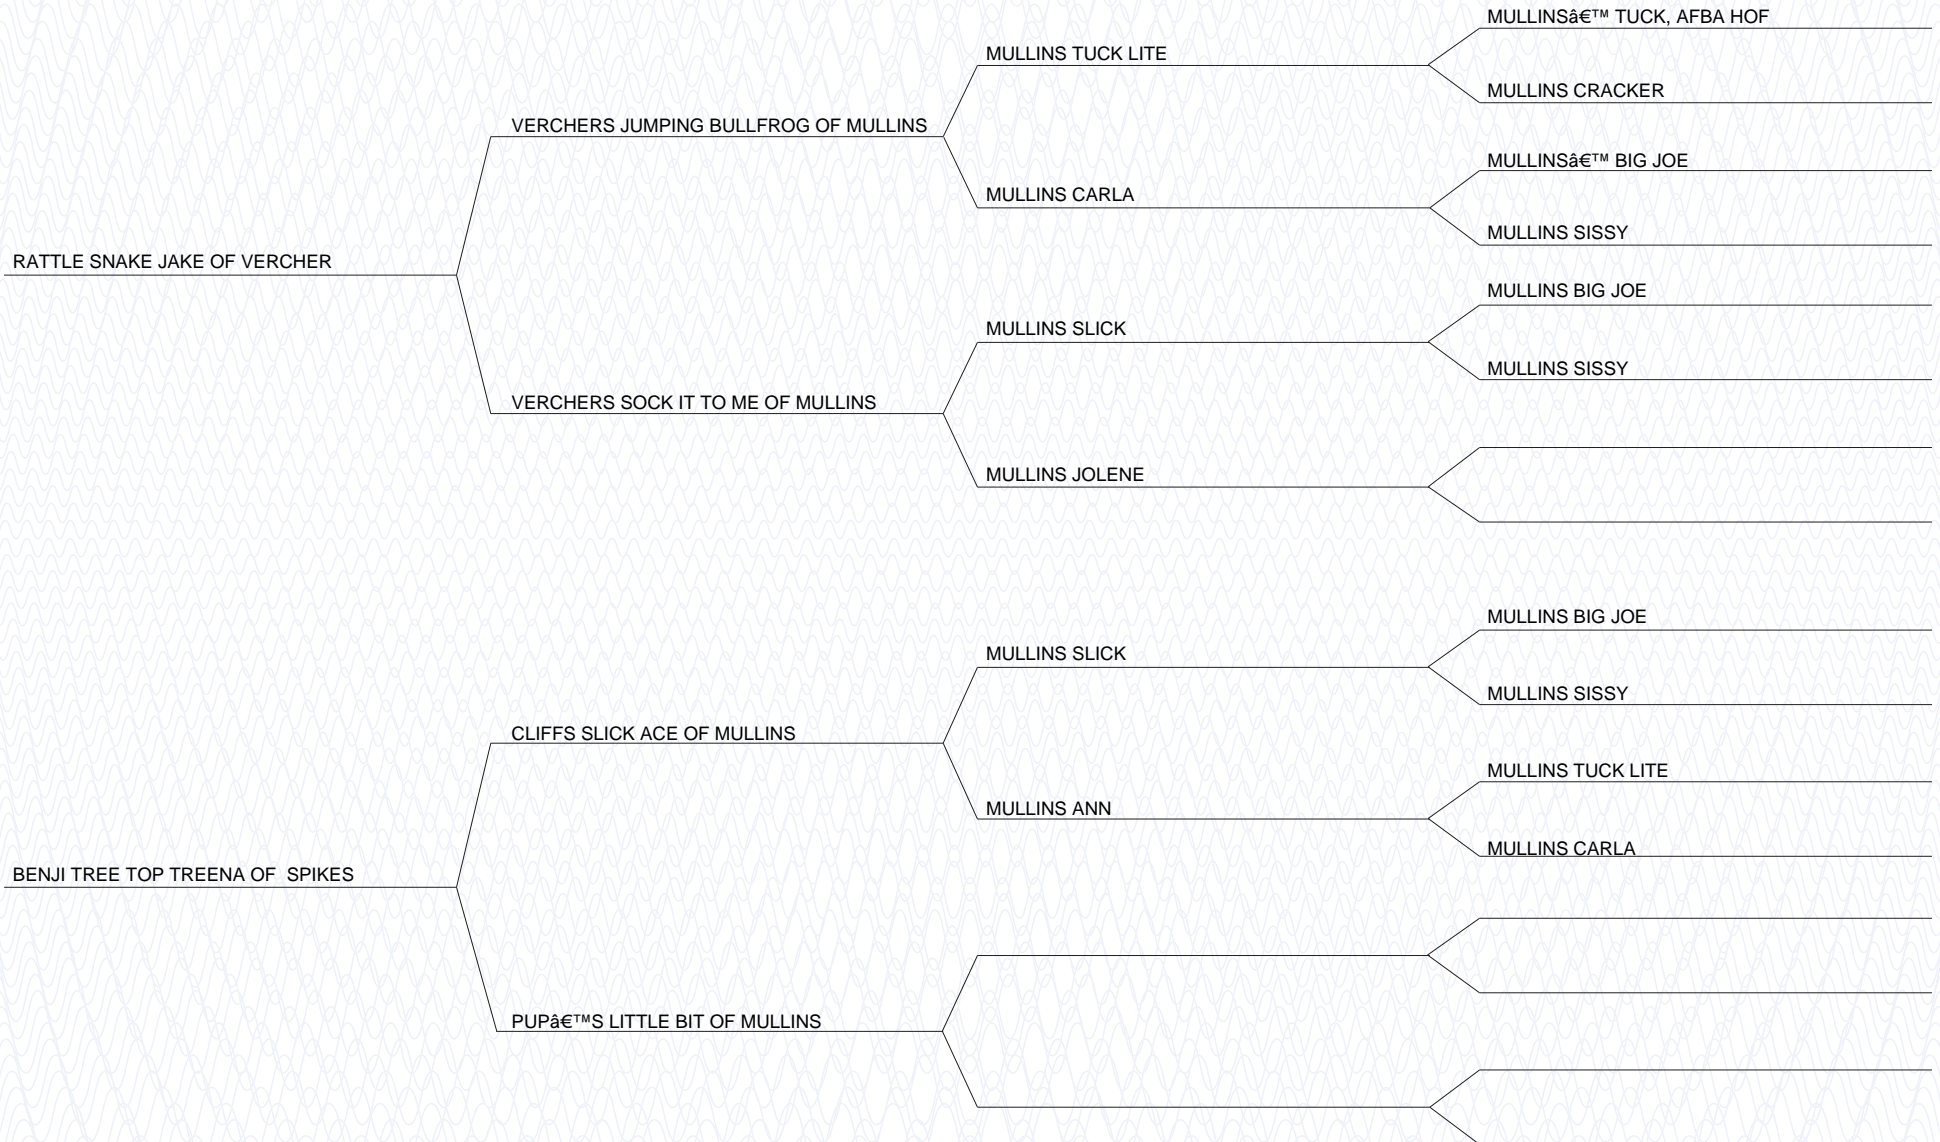 MULLINSâ€™ TUCK, AFBA HOF
MULLINS TUCK LITE
MULLINS CRACKER
VERCHERS JUMPING BULLFROG OF MULLINS
MULLINSâ€™ BIG JOE
MULLINS CARLA
MULLINS SISSY
RATTLE SNAKE JAKE OF VERCHER
MULLINS BIG JOE
MULLINS SLICK
MULLINS SISSY
VERCHERS SOCK IT TO ME OF MULLINS
MULLINS JOLENE
MULLINS BIG JOE
MULLINS SLICK
MULLINS SISSY
CLIFFS SLICK ACE OF MULLINS
MULLINS TUCK LITE
MULLINS ANN
MULLINS CARLA
BENJI TREE TOP TREENA OF  SPIKES
PUPâ€™S LITTLE BIT OF MULLINS